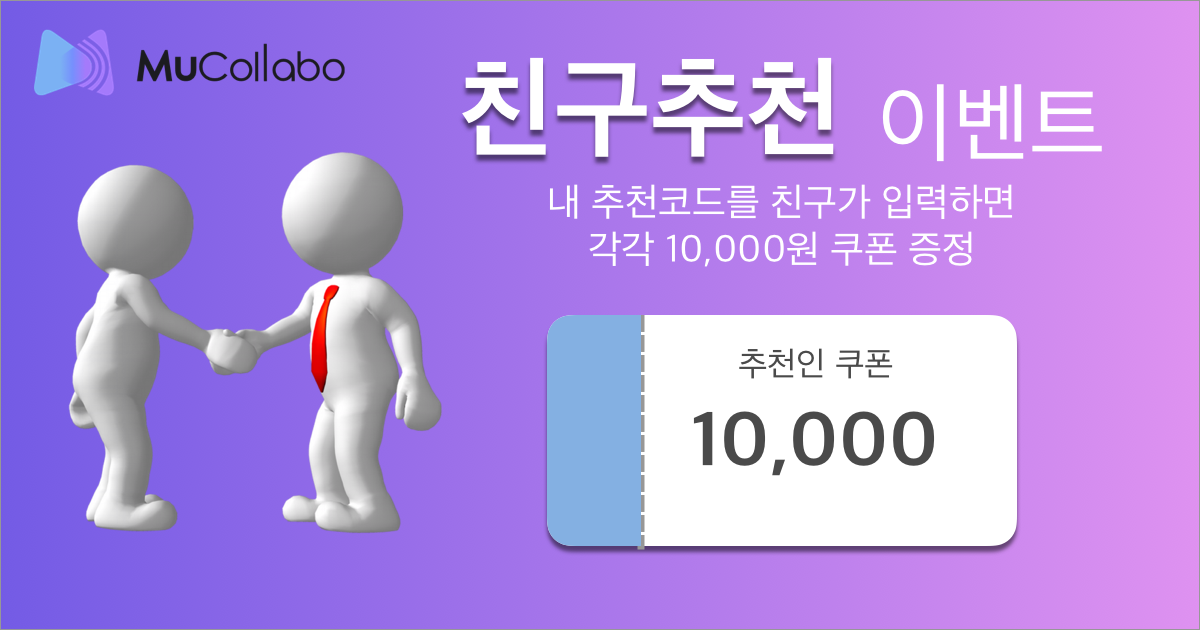 MuCollabo
친구추천 이벤트
내 추천코드를 친구가 입력하면
각각 10,000원 쿠폰 증정
추천인 쿠폰
10,000